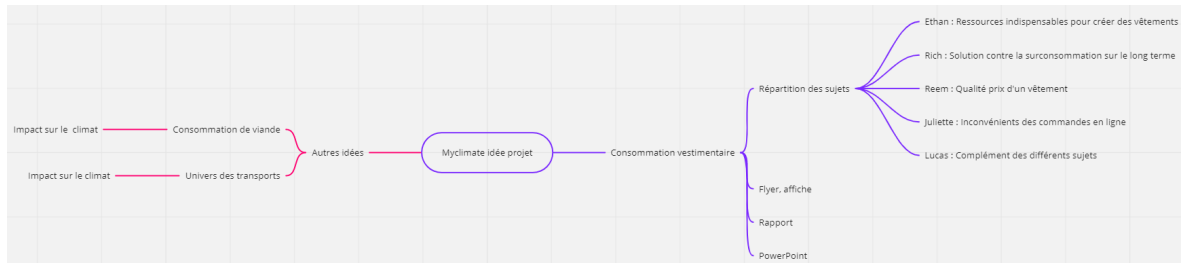 Myclimate idée projet
Autres idées
Consommation de viande
Impact sur le climat
Univers des transports
Impact sur le climat
Consommation vestimentaire
Répartition des sujets
Ethan : Ressources indispensables pour créer des vêtements
Rich : Solution contre la surconsommation sur le long terme
Reem : Qualité prix d'un vêtement
Juliette : Inconvénients des commandes en ligne
Lucas : Complément des différents sujets
Flyer, affiche
Rapport
PowerPoint